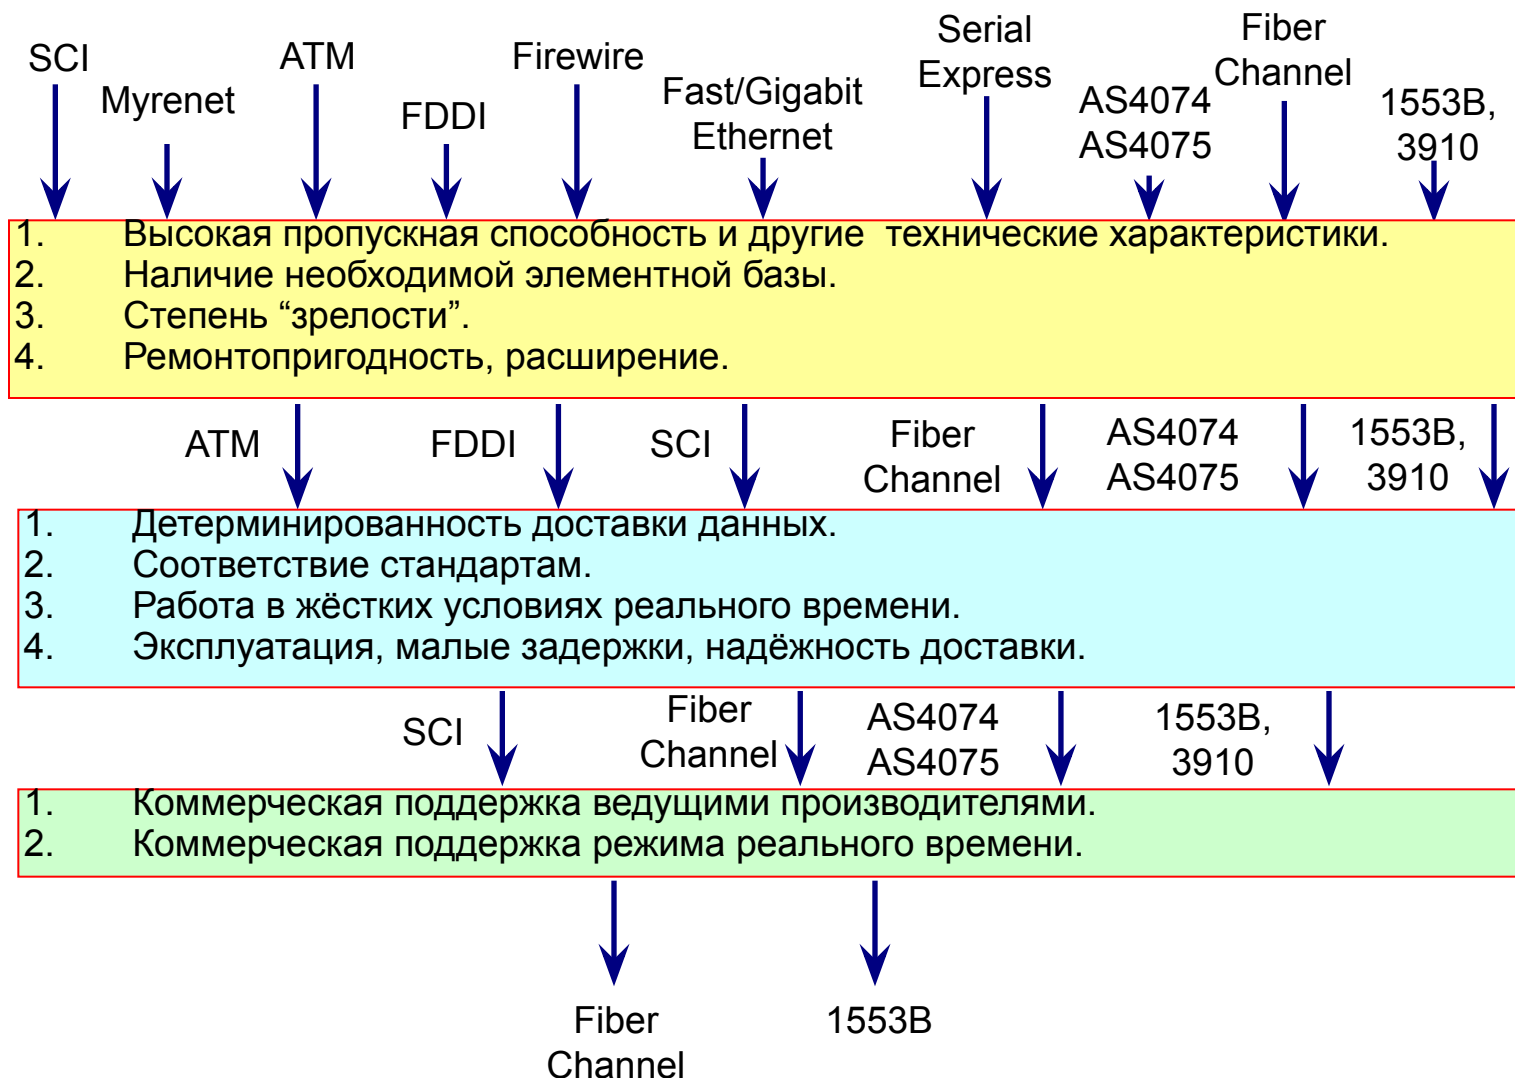 SCI
Myrenet
ATM
FDDI
Firewire
Fast/Gigabit
Ethernet
Serial
Express
AS4074
AS4075
Fiber
Channel
1553B,
3910
1. Высокая пропускная способность и другие технические характеристики.
2. Наличие необходимой элементной базы.
3. Степень “зрелости”.
4. Ремонтопригодность, расширение.
ATM
FDDI
SCI
Fiber
Channel
AS4074
AS4075
1553B,
3910
1. Детерминированность доставки данных.
2. Соответствие стандартам.
3. Работа в жёстких условиях реального времени.
4. Эксплуатация, малые задержки, надёжность доставки.
SCI
Fiber
Channel
AS4074
AS4075
1553B,
3910
1. Коммерческая поддержка ведущими производителями.
2. Коммерческая поддержка режима реального времени.
Fiber
Channel
1553B